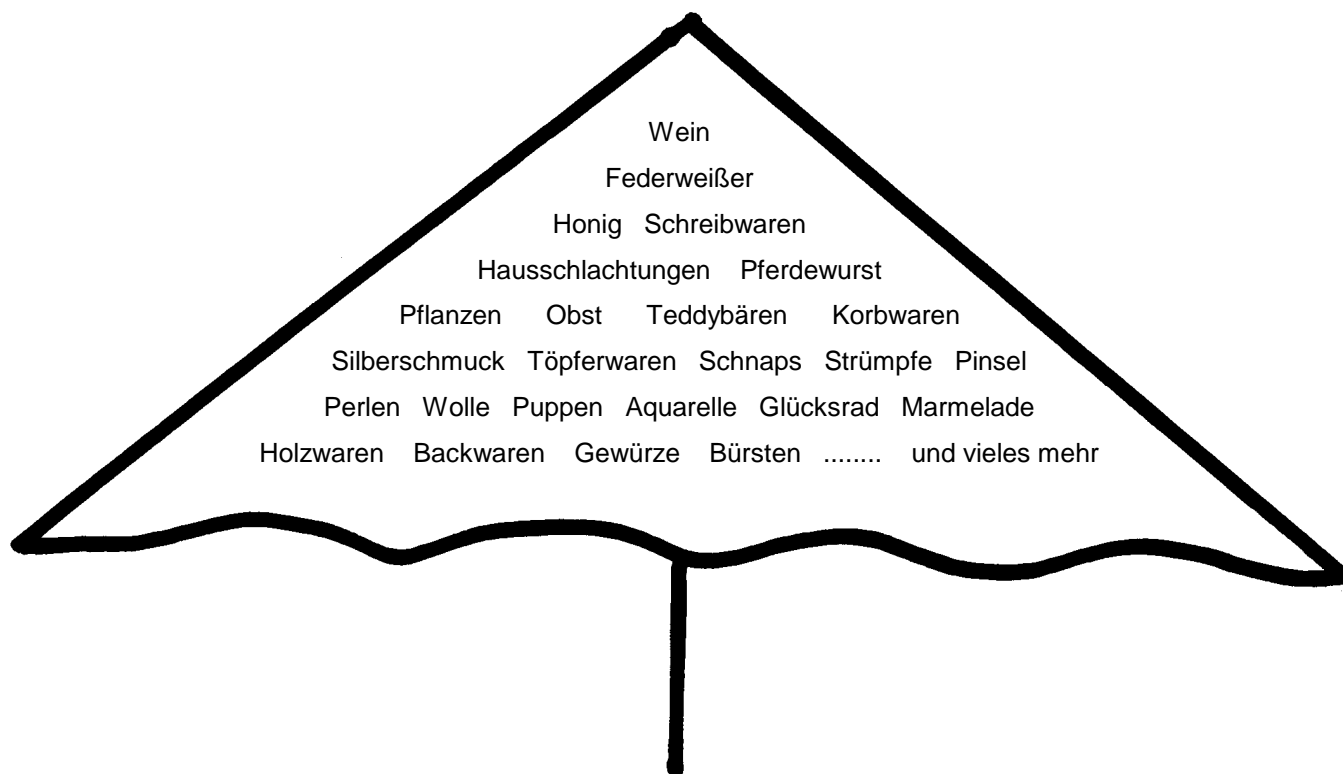 Wein
Federweißer
Honig Schreibwaren
Hausschlachtungen Pferdewurst
Pflanzen Obst Teddybären Korbwaren
Silberschmuck Töpferwaren Schnaps Strümpfe Pinsel
Perlen Wolle Puppen Aquarelle Glücksrad Marmelade
Holzwaren Backwaren Gewürze Bürsten ........ und vieles mehr